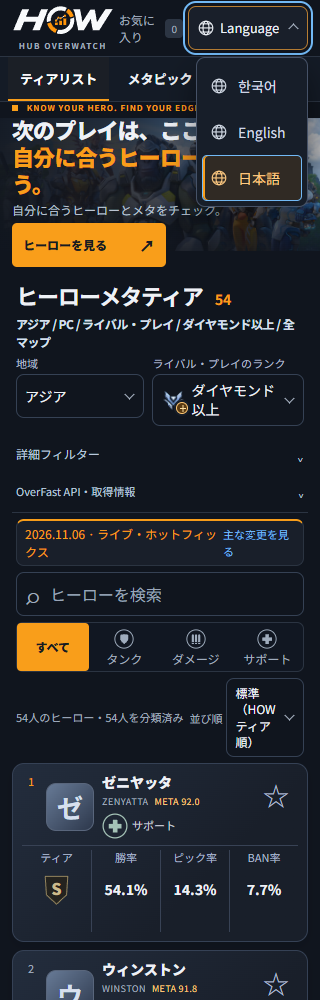 HOW
HUB OVERWATCH
お気に
入り
0
Language
한국어
English
日本語
ティアリスト
メタピック
KNOW YOUR HERO. FIND YOUR EDG
次のプレイは、ここ
自分に合うヒーロー
う。
自分に合うヒーローとメタをチェック。
ヒーローを見る ↗
ヒーローメタティア 54
アジア / PC / ライバル・プレイ / ダイヤモンド以上 / 全
マップ
地域
ライバル・プレイのランク
アジア
ダイヤモンド
以上
詳細フィルター
OverFast API・取得情報
2026.11.06 · ライブ・ホットフィッ
クス
主な変更を見
る
ヒーローを検索
すべて
タンク
ダメージ
サポート
54人のヒーロー・54人を分類済み
並び順
標準
（HOW
ティア
順）
1
ゼ
ゼニヤッタ
ZENYATTA META 92.0
サポート
ティア
勝率
ピック率
BAN率
S
54.1%
14.3%
7.7%
2
ウ
ウィンストン
WINSTON META 91.8